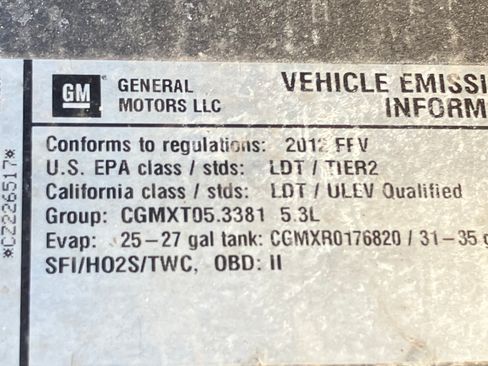 GM GENERAL MOTORS LLC
VEHICLE EMISSI
INFORM
Conforms to regulations: 2012 FFV
U.S. EPA class / stds: LDT / TIER2
California class / stds: LDT / ULEV Qualified
Group: CGMXT05.3381 5.3L
Evap: 25-27 gal tank: CGMXR0176820 / 31-35 g
SFI/HO2S/TWC, OBD: II
*CZ226517*